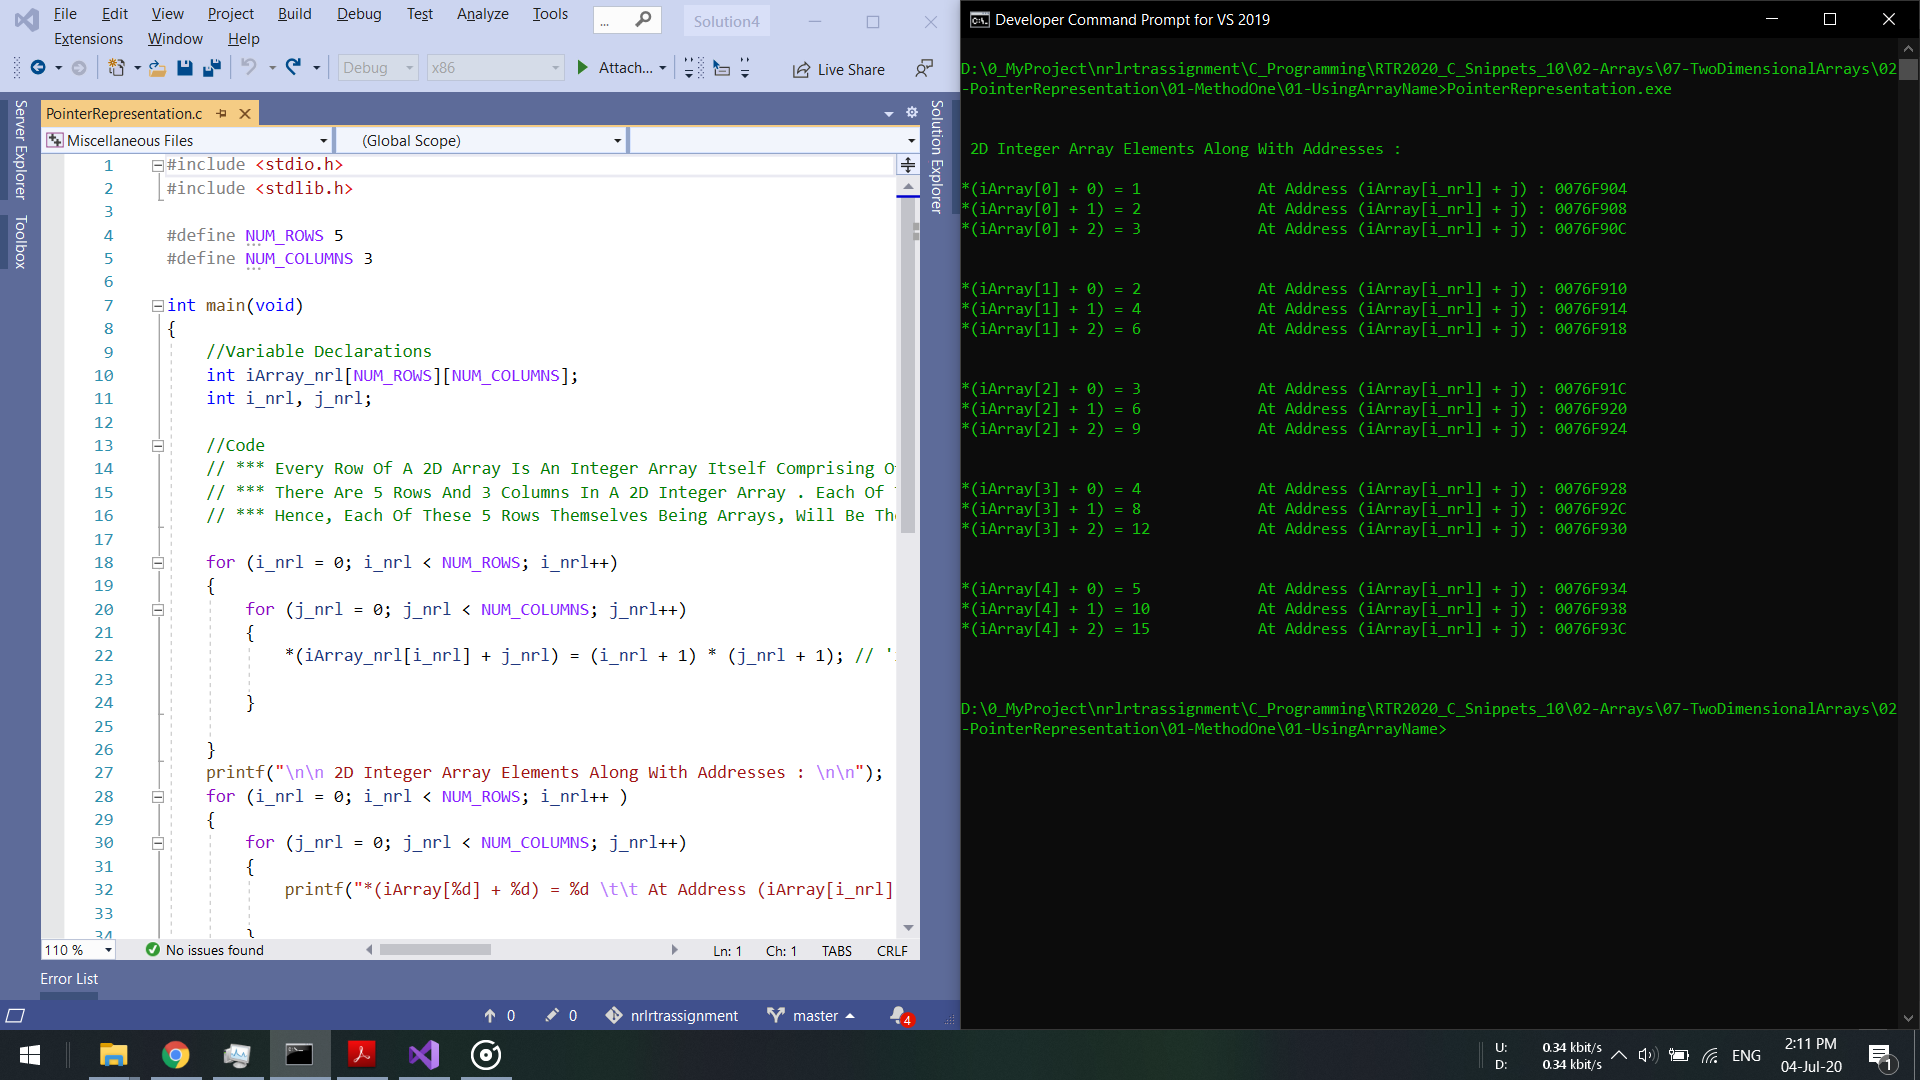 File Edit View Project Build Debug Test Analyze Tools ... Solution4
Extensions Window Help
Debug x86 Attach... Live Share
Server Explorer
Toolbox
PointerRepresentation.c
Miscellaneous Files (Global Scope)
Solution Explorer
1 #include <stdio.h>
2 #include <stdlib.h>
3
4 #define NUM_ROWS 5
5 #define NUM_COLUMNS 3
6
7 int main(void)
8 {
9 //Variable Declarations
10 int iArray_nrl[NUM_ROWS][NUM_COLUMNS];
11 int i_nrl, j_nrl;
12
13 //Code
14 // *** Every Row Of A 2D Array Is An Integer Array Itself Comprising O
15 // *** There Are 5 Rows And 3 Columns In A 2D Integer Array . Each Of
16 // *** Hence, Each Of These 5 Rows Themselves Being Arrays, Will Be Th
17
18 for (i_nrl = 0; i_nrl < NUM_ROWS; i_nrl++)
19 {
20 for (j_nrl = 0; j_nrl < NUM_COLUMNS; j_nrl++)
21 {
22 *(iArray_nrl[i_nrl] + j_nrl) = (i_nrl + 1) * (j_nrl + 1); // '
23
24 }
25
26 }
27 printf("\n\n 2D Integer Array Elements Along With Addresses : \n\n");
28 for (i_nrl = 0; i_nrl < NUM_ROWS; i_nrl++ )
29 {
30 for (j_nrl = 0; j_nrl < NUM_COLUMNS; j_nrl++)
31 {
32 printf("*(iArray[%d] + %d) = %d \t\t At Address (iArray[i_nrl]
33
34 }
110 % No issues found Ln: 1 Ch: 1 TABS CRLF
Error List
0 0 nrlrtrassignment master 4
Developer Command Prompt for VS 2019
D:\0_MyProject\nrlrtrassignment\C_Programming\RTR2020_C_Snippets_10\02-Arrays\07-TwoDimensionalArrays\02
-PointerRepresentation\01-MethodOne\01-UsingArrayName>PointerRepresentation.exe
2D Integer Array Elements Along With Addresses :
*(iArray[0] + 0) = 1 At Address (iArray[i_nrl] + j) : 0076F904
*(iArray[0] + 1) = 2 At Address (iArray[i_nrl] + j) : 0076F908
*(iArray[0] + 2) = 3 At Address (iArray[i_nrl] + j) : 0076F90C
*(iArray[1] + 0) = 2 At Address (iArray[i_nrl] + j) : 0076F910
*(iArray[1] + 1) = 4 At Address (iArray[i_nrl] + j) : 0076F914
*(iArray[1] + 2) = 6 At Address (iArray[i_nrl] + j) : 0076F918
*(iArray[2] + 0) = 3 At Address (iArray[i_nrl] + j) : 0076F91C
*(iArray[2] + 1) = 6 At Address (iArray[i_nrl] + j) : 0076F920
*(iArray[2] + 2) = 9 At Address (iArray[i_nrl] + j) : 0076F924
*(iArray[3] + 0) = 4 At Address (iArray[i_nrl] + j) : 0076F928
*(iArray[3] + 1) = 8 At Address (iArray[i_nrl] + j) : 0076F92C
*(iArray[3] + 2) = 12 At Address (iArray[i_nrl] + j) : 0076F930
*(iArray[4] + 0) = 5 At Address (iArray[i_nrl] + j) : 0076F934
*(iArray[4] + 1) = 10 At Address (iArray[i_nrl] + j) : 0076F938
*(iArray[4] + 2) = 15 At Address (iArray[i_nrl] + j) : 0076F93C
D:\0_MyProject\nrlrtrassignment\C_Programming\RTR2020_C_Snippets_10\02-Arrays\07-TwoDimensionalArrays\02
-PointerRepresentation\01-MethodOne\01-UsingArrayName>
U: 0.34 kbit/s
D: 0.34 kbit/s
ENG
2:11 PM
04-Jul-20
1